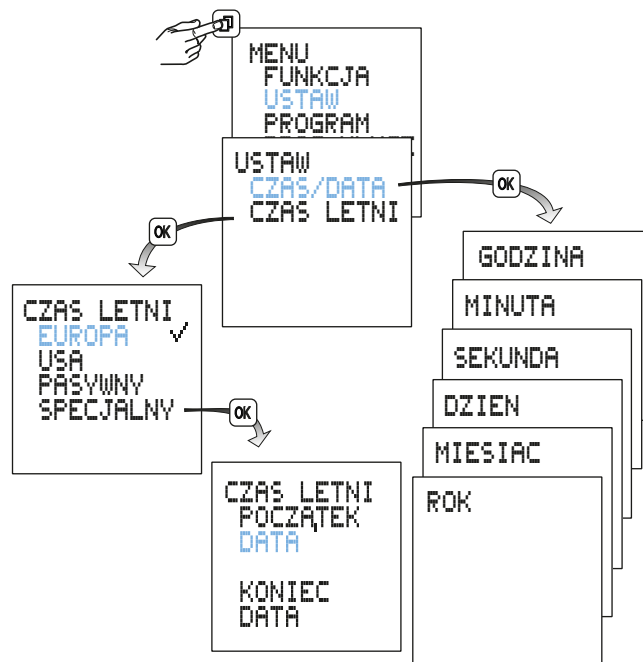 MENU
FUNKCJA
USTAW
PROGRAM
USTAW
CZAS/DATA
CZAS LETNI
OK
OK
GODZINA
MINUTA
SEKUNDA
DZIEN
MIESIAC
ROK
CZAS LETNI
EUROPA ✓
USA
PASYWNY
SPECJALNY
OK
CZAS LETNI
POCZĄTEK
DATA
KONIEC
DATA